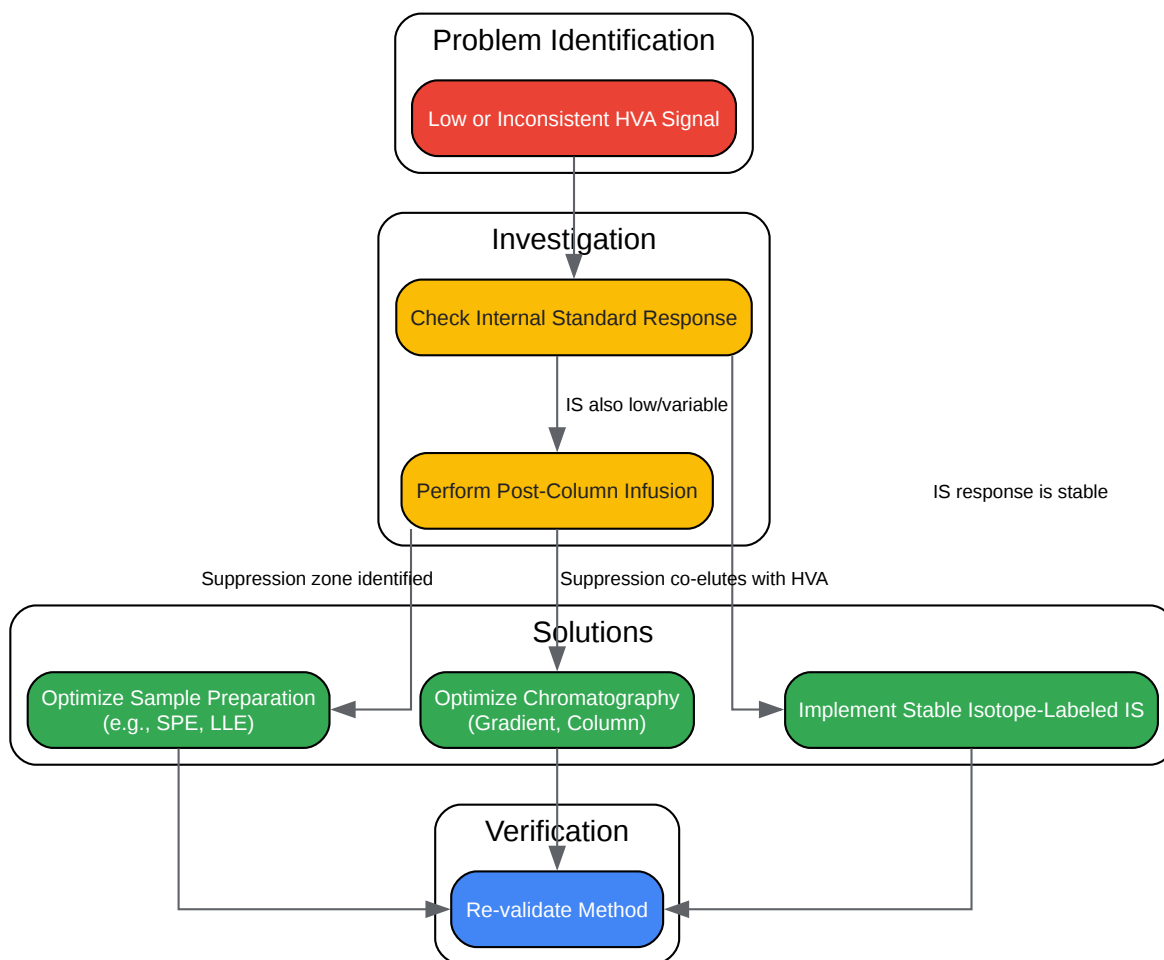 Problem Identification
Low or Inconsistent HVA Signal
Investigation
Check Internal Standard Response
IS also low/variable
Perform Post-Column Infusion
IS response is stable
Suppression zone identified
Suppression co-elutes with HVA
Solutions
Optimize Sample Preparation
(e.g., SPE, LLE)
Optimize Chromatography
(Gradient, Column)
Implement Stable Isotope-Labeled IS
Verification
Re-validate Method